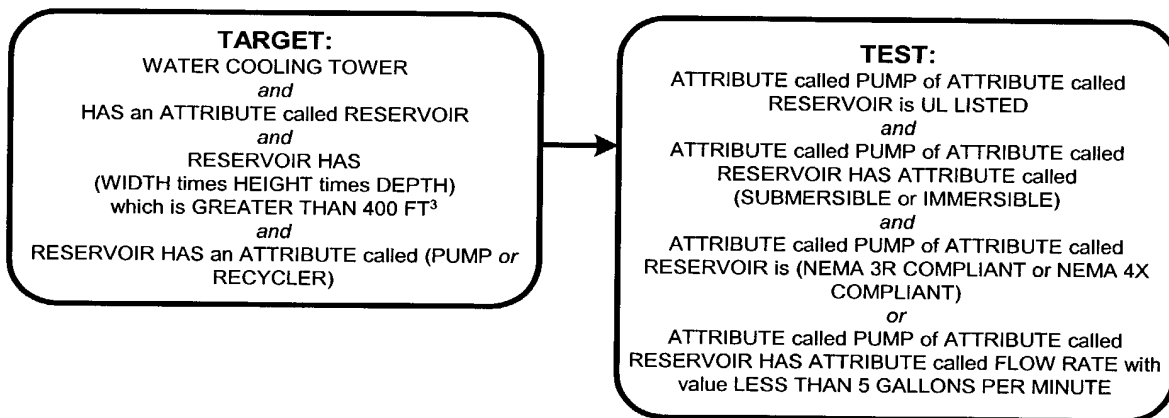 TARGET:
WATER COOLING TOWER
and
HAS an ATTRIBUTE called RESERVOIR
and
RESERVOIR HAS
(WIDTH times HEIGHT times DEPTH)
which is GREATER THAN 400 FT³
and
RESERVOIR HAS an ATTRIBUTE called (PUMP or
RECYCLER)
TEST:
ATTRIBUTE called PUMP of ATTRIBUTE called
RESERVOIR is UL LISTED
and
ATTRIBUTE called PUMP of ATTRIBUTE called
RESERVOIR HAS ATTRIBUTE called
(SUBMERSIBLE or IMMERSIBLE)
and
ATTRIBUTE called PUMP of ATTRIBUTE called
RESERVOIR is (NEMA 3R COMPLIANT or NEMA 4X
COMPLIANT)
or
ATTRIBUTE called PUMP of ATTRIBUTE called
RESERVOIR HAS ATTRIBUTE called FLOW RATE with
value LESS THAN 5 GALLONS PER MINUTE